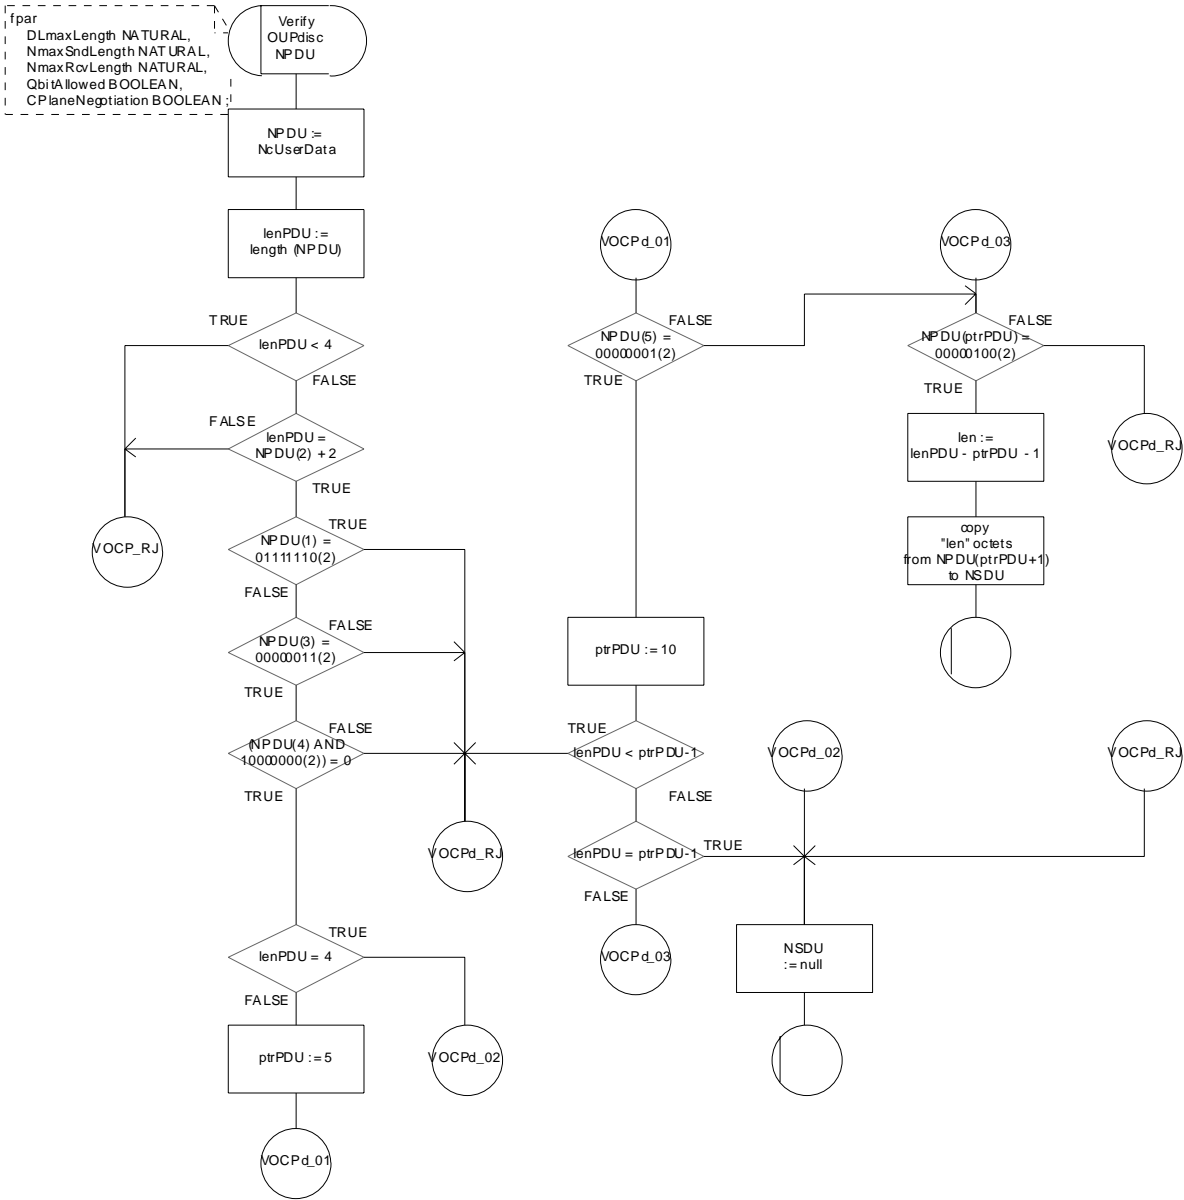 fpar
DLmaxLength NATURAL,
NmaxSndLength NATURAL,
NmaxRcvLength NATURAL,
QbitAllowed BOOLEAN,
CPlaneNegotiation BOOLEAN ;
Verify
OUPdisc
NPDU
NPDU :=
NcUserData
lenPDU :=
length (NPDU)
TRUE
lenPDU < 4
FALSE
FALSE
lenPDU =
NPDU(2) + 2
TRUE
VOCP_RJ
TRUE
NPDU(1) =
01111110(2)
FALSE
FALSE
NPDU(3) =
00000011(2)
TRUE
FALSE
(NPDU(4) AND
10000000(2)) = 0
TRUE
VOCPd_RJ
TRUE
lenPDU = 4
FALSE
VOCPd_02
ptrPDU := 5
VOCPd_01
VOCPd_01
FALSE
NPDU(5) =
00000001(2)
TRUE
ptrPDU := 10
TRUE
lenPDU < ptrPDU-1
FALSE
lenPDU = ptrPDU-1
TRUE
FALSE
VOCPd_03
VOCPd_02
NSDU
:= null
VOCPd_03
FALSE
NPDU(ptrPDU) =
00000100(2)
TRUE
VOCPd_RJ
len :=
lenPDU - ptrPDU - 1
copy
"len" octets
from NPDU(ptrPDU+1)
to NSDU
VOCPd_RJ